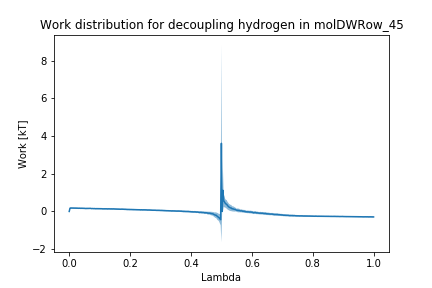 Work distribution for decoupling hydrogen in molDWRow_45
Work [kT]
8
6
4
2
0
−2
0.0 0.2 0.4 0.6 0.8 1.0
Lambda